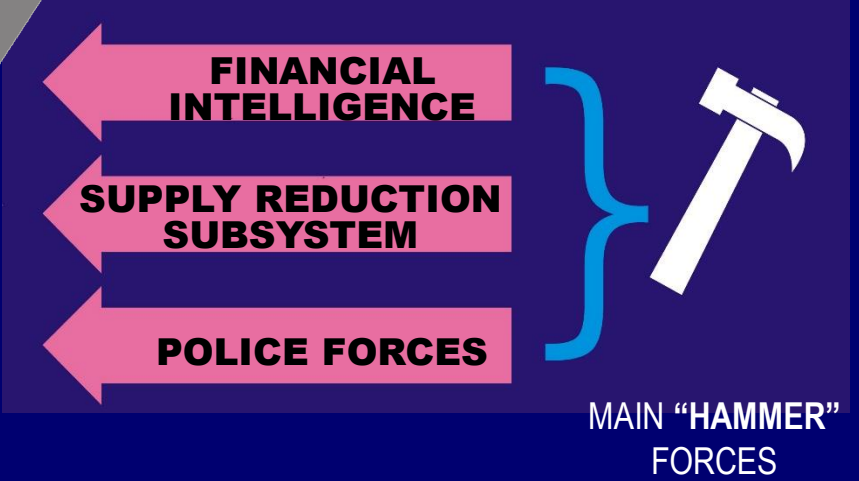 FINANCIAL
INTELLIGENCE
SUPPLY REDUCTION
SUBSYSTEM
POLICE FORCES
MAIN “HAMMER”
FORCES